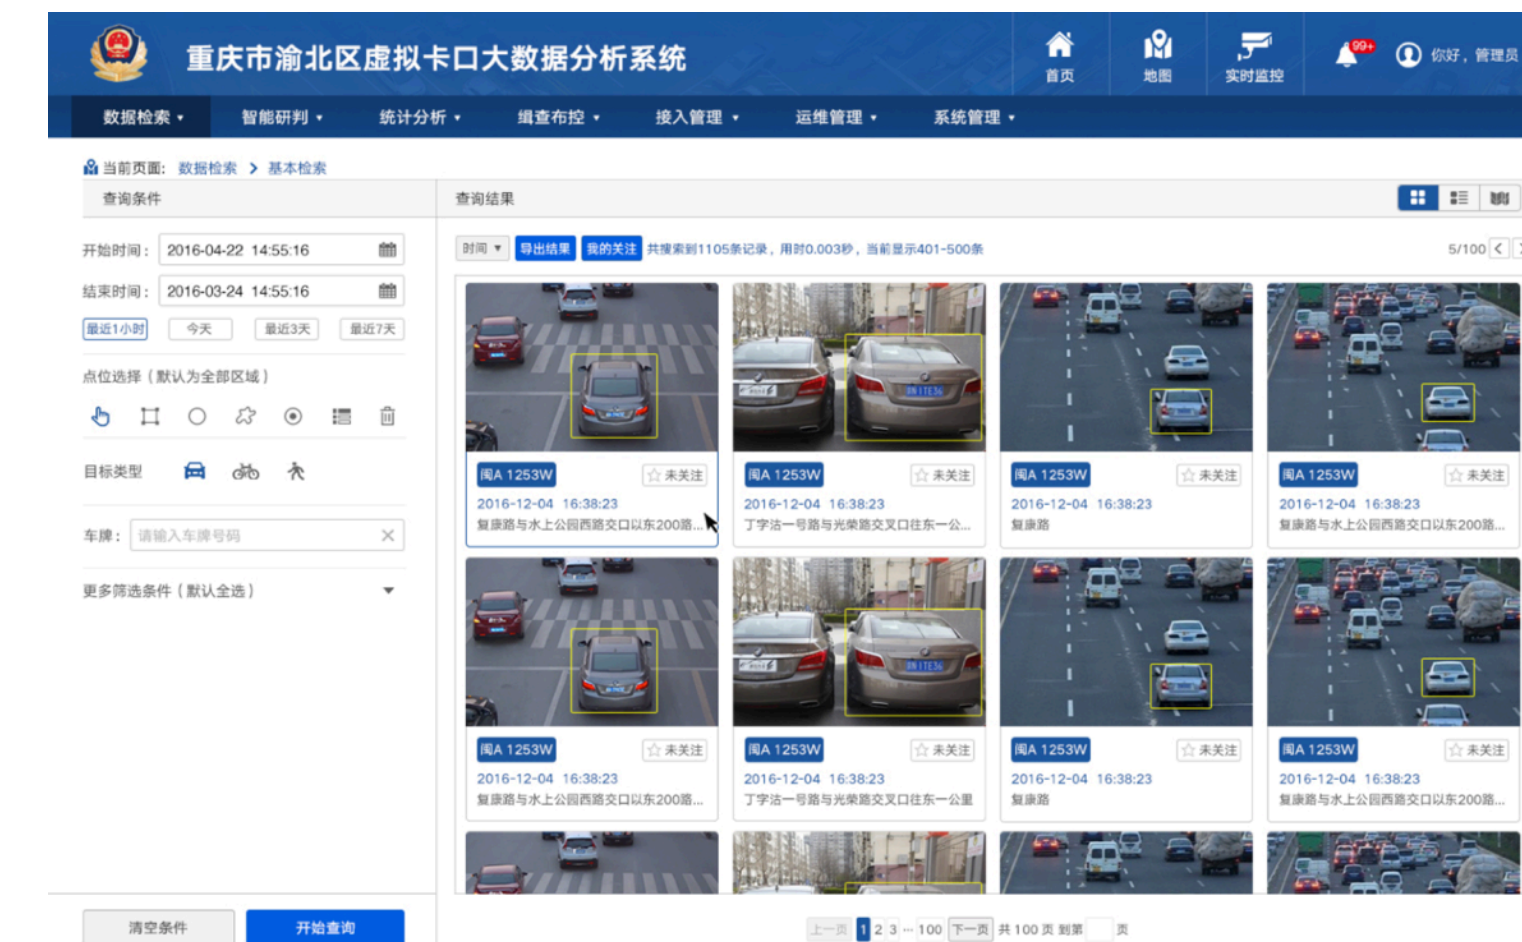 重庆市渝北区虚拟卡口大数据分析系统
首页
地图
实时监控
99+
你好，管理员
数据检索
智能研判
统计分析
缉查布控
接入管理
运维管理
系统管理
当前页面: 数据检索 > 基本检索
查询条件
查询结果
开始时间: 2016-04-22 14:55:16
结束时间: 2016-03-24 14:55:16
最近1小时 今天 最近3天 最近7天
点位选择 ( 默认为全部区域 )
目标类型
车牌: 请输入车牌号码
更多筛选条件 ( 默认全选 )
清空条件 开始查询
时间 导出结果 我的关注 共搜索到1105条记录，用时0.003秒，当前显示401-500条
5/100
闽A 1253W 未关注
2016-12-04 16:38:23
复康路与水上公园西路交口以东200路...
闽A 1253W 未关注
2016-12-04 16:38:23
丁字沽一号路与光荣路交叉口往东一公...
闽A 1253W 未关注
2016-12-04 16:38:23
复康路
闽A 1253W 未关注
2016-12-04 16:38:23
复康路与水上公园西路交口以东200路...
闽A 1253W 未关注
2016-12-04 16:38:23
复康路与水上公园西路交口以东200路...
闽A 1253W 未关注
2016-12-04 16:38:23
丁字沽一号路与光荣路交叉口往东一公里
闽A 1253W 未关注
2016-12-04 16:38:23
复康路
闽A 1253W 未关注
2016-12-04 16:38:23
复康路与水上公园西路交口以东200路...
上一页 1 2 3 ... 100 下一页 共 100 页 到第 页